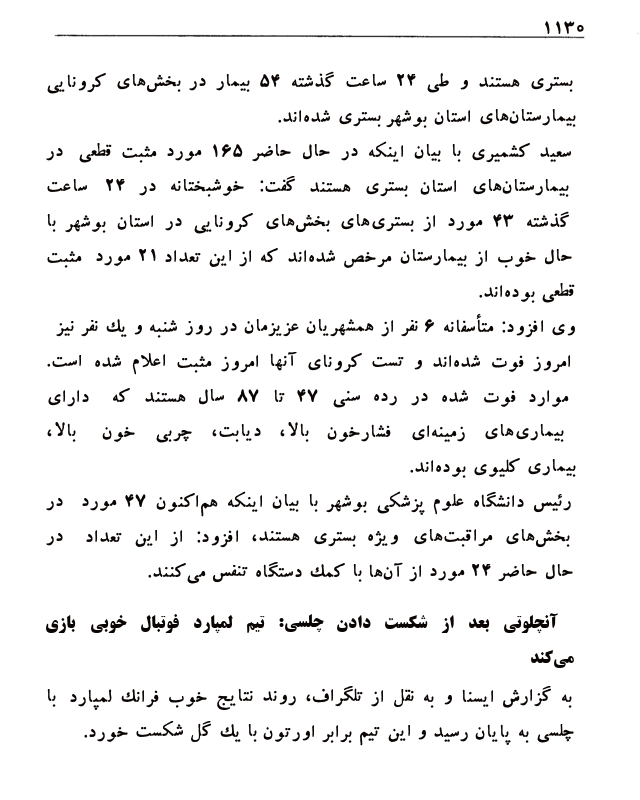 ۱۱۳۰
بستری هستند و طی ۲۴ ساعت گذشته ۵۴ بیمار در بخش‌های کرونایی
بیمارستان‌های استان بوشهر بستری شده‌اند.
سعید کشمیری با بیان اینکه در حال حاضر ۱۶۵ مورد مثبت قطعی در
بیمارستان‌های استان بستری هستند گفت: خوشبختانه در ۲۴ ساعت
گذشته ۴۳ مورد از بستری‌های بخش‌های کرونایی در استان بوشهر با
حال خوب از بیمارستان مرخص شده‌اند که از این تعداد ۲۱ مورد مثبت
قطعی بوده‌اند.
وی افزود: متأسفانه ۶ نفر از همشهریان عزیزمان در روز شنبه و یك نفر نیز
امروز فوت شده‌اند و تست کرونای آنها امروز مثبت اعلام شده است.
موارد فوت شده در رده سنی ۴۷ تا ۸۷ سال هستند که دارای
بیماری‌های زمینه‌ای فشارخون بالا، دیابت، چربی خون بالا،
بیماری کلیوی بوده‌اند.
رئیس دانشگاه علوم پزشکی بوشهر با بیان اینکه هم‌اکنون ۴۷ مورد در
بخش‌های مراقبت‌های ویژه بستری هستند، افزود: از این تعداد در
حال حاضر ۲۴ مورد از آن‌ها با کمك دستگاه تنفس می‌کنند.
آنچلوتی بعد از شکست دادن چلسی: تیم لمپارد فوتبال خوبی بازی
می‌کند
به گزارش ایسنا و به نقل از تلگراف، روند نتایج خوب فرانك لمپارد با
چلسی به پایان رسید و این تیم برابر اورتون با یك گل شکست خورد.